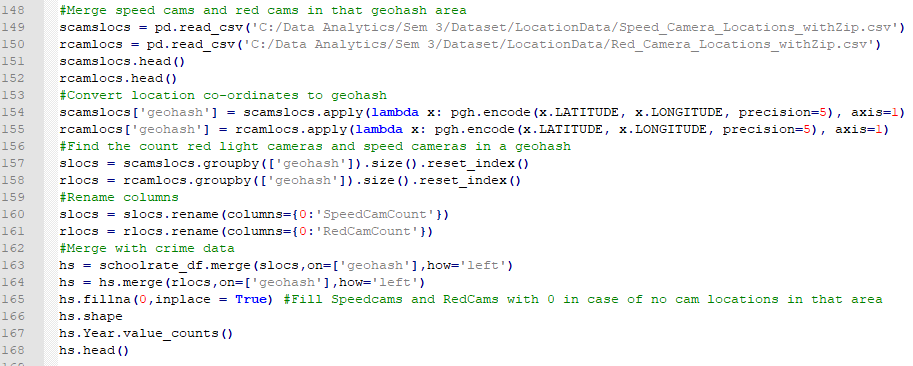 148 #Merge speed cams and red cams in that geohash area
149 scamslocs = pd.read_csv('C:/Data Analytics/Sem 3/Dataset/LocationData/Speed_Camera_Locations_withZip.csv')
150 rcamlocs = pd.read_csv('C:/Data Analytics/Sem 3/Dataset/LocationData/Red_Camera_Locations_withZip.csv')
151 scamslocs.head()
152 rcamlocs.head()
153 #Convert location co-ordinates to geohash
154 scamslocs['geohash'] = scamslocs.apply(lambda x: pgh.encode(x.LATITUDE, x.LONGITUDE, precision=5), axis=1)
155 rcamlocs['geohash'] = rcamlocs.apply(lambda x: pgh.encode(x.LATITUDE, x.LONGITUDE, precision=5), axis=1)
156 #Find the count red light cameras and speed cameras in a geohash
157 slocs = scamslocs.groupby(['geohash']).size().reset_index()
158 rlocs = rcamlocs.groupby(['geohash']).size().reset_index()
159 #Rename columns
160 slocs = slocs.rename(columns={0:'SpeedCamCount'})
161 rlocs = rlocs.rename(columns={0:'RedCamCount'})
162 #Merge with crime data
163 hs = schoolrate_df.merge(slocs,on=['geohash'],how='left')
164 hs = hs.merge(rlocs,on=['geohash'],how='left')
165 hs.fillna(0,inplace = True) #Fill Speedcams and RedCams with 0 in case of no cam locations in that area
166 hs.shape
167 hs.Year.value_counts()
168 hs.head()